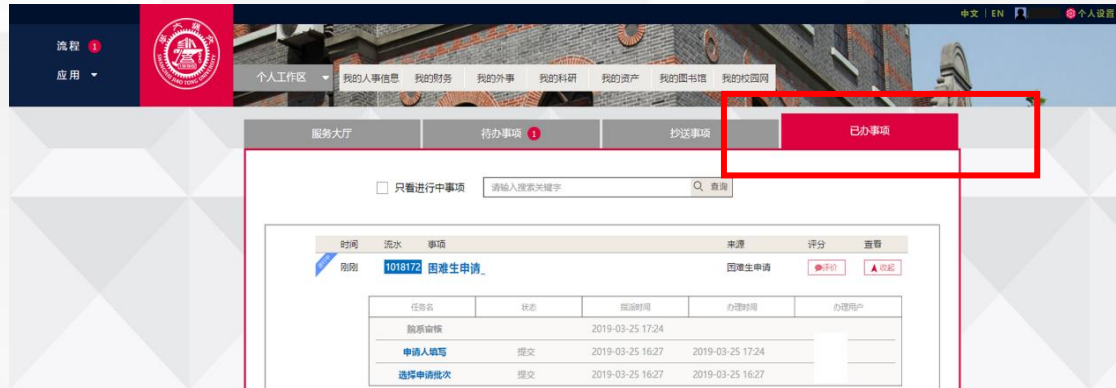 中文 | EN 个人设置
流程 1
应用
个人工作区 我的人事信息 我的财务 我的外事 我的科研 我的资产 我的图书馆 我的校园网
服务大厅 待办事项 1 抄送事项 已办事项
只看进行中事项 请输入搜索关键字 查询
时间 流水 事项 来源 评分 查看
刚刚 1018172 困难生申请_ 困难生申请 评价 收起
任务名 状态 指派时间 办理时间 办理用户
院系审核 2019-03-25 17:24
申请人填写 提交 2019-03-25 16:27 2019-03-25 17:24
选择申请批次 提交 2019-03-25 16:27 2019-03-25 16:27